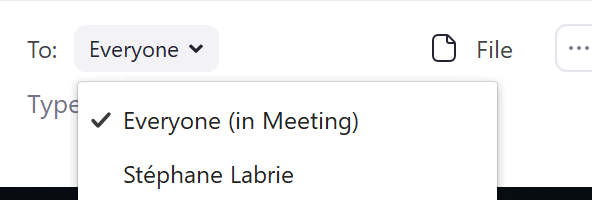 To: Everyone File ...
Type
Everyone (in Meeting)
Stéphane Labrie